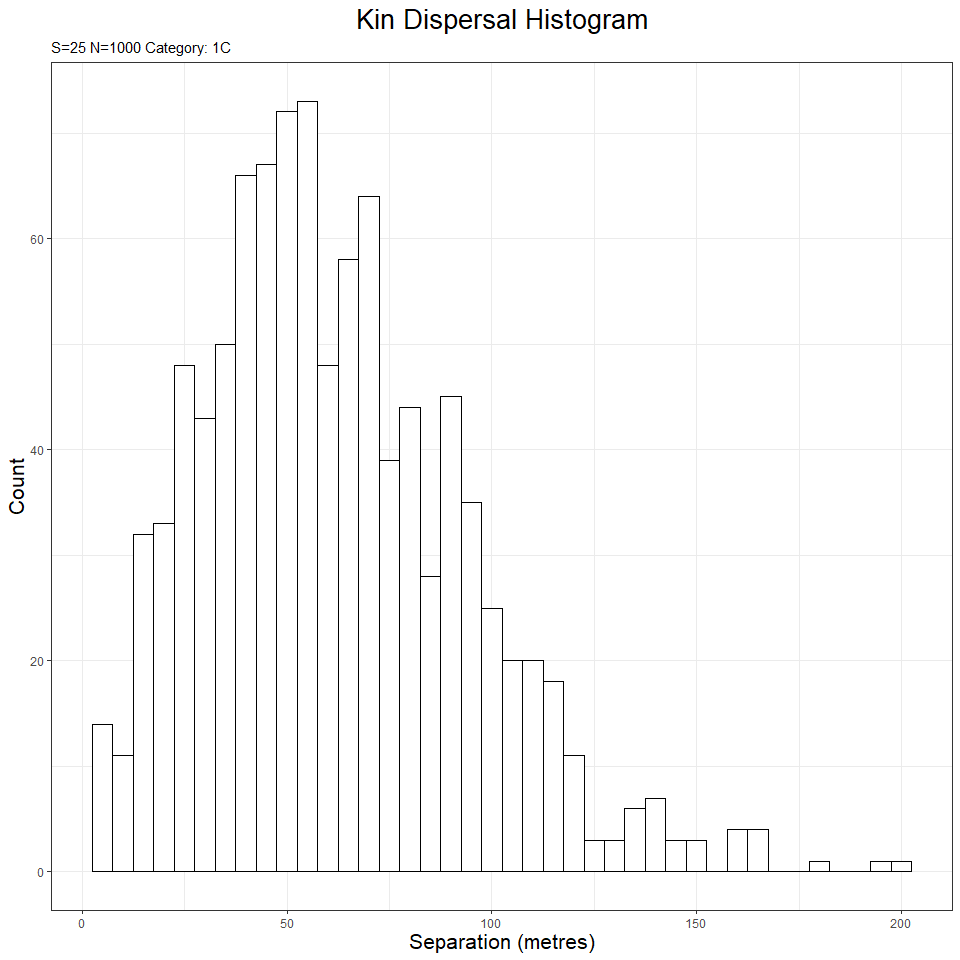 Kin Dispersal Histogram
S=25 N=1000 Category: 1C
Count
60
40
20
0
0 50 100 150 200
Separation (metres)